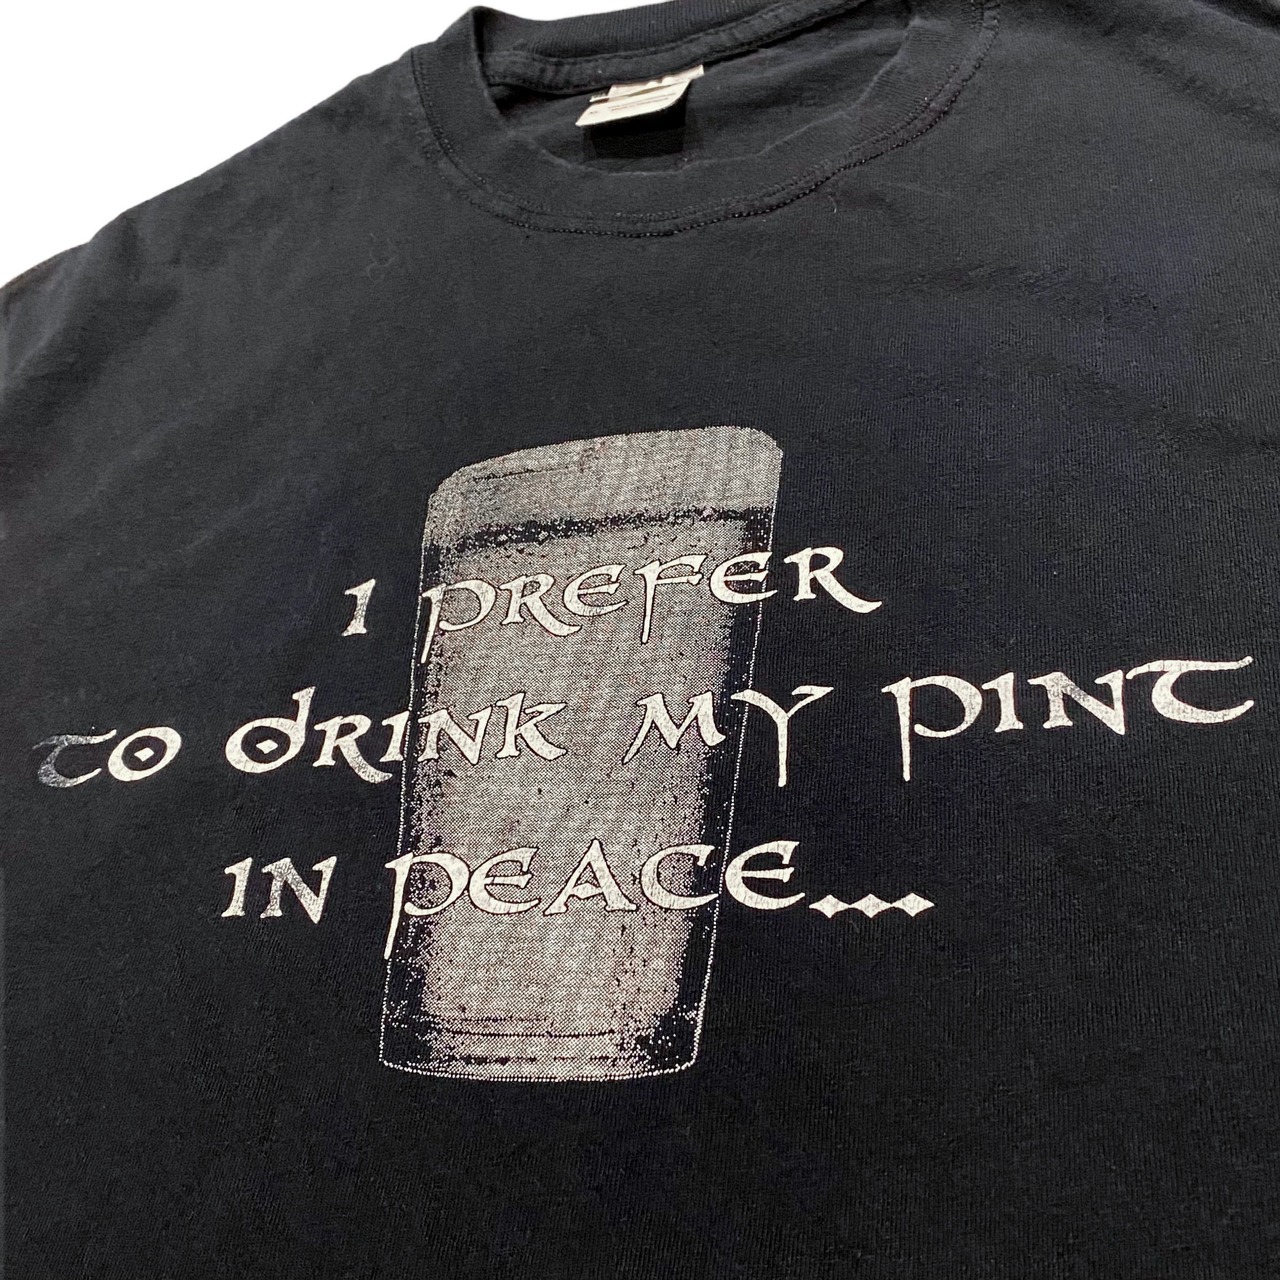 I PREFER
TO DRINK MY PINT
IN PEACE...